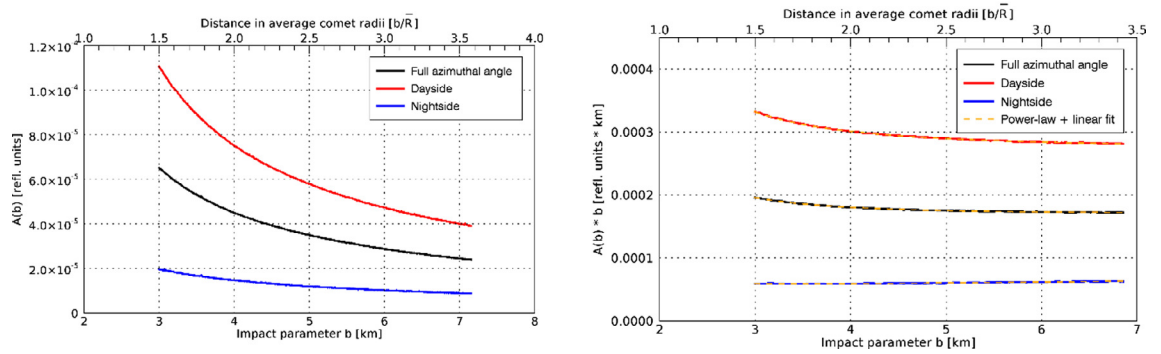 Distance in average comet radii [b/R̅]
1.0 1.5 2.0 2.5 3.0 3.5 4.0
1.2×10⁻⁴
1.0×10⁻⁴
8.0×10⁻⁵
6.0×10⁻⁵
4.0×10⁻⁵
2.0×10⁻⁵
0
A(b) [refl. units]
Full azimuthal angle
Dayside
Nightside
2 3 4 5 6 7 8
Impact parameter b [km]
Distance in average comet radii [b/R̅]
1.0 1.5 2.0 2.5 3.0 3.5
0.0004
0.0003
0.0002
0.0001
0.0000
A(b) * b [refl. units * km]
Full azimuthal angle
Dayside
Nightside
Power-law + linear fit
1 2 3 4 5 6 7
Impact parameter b [km]